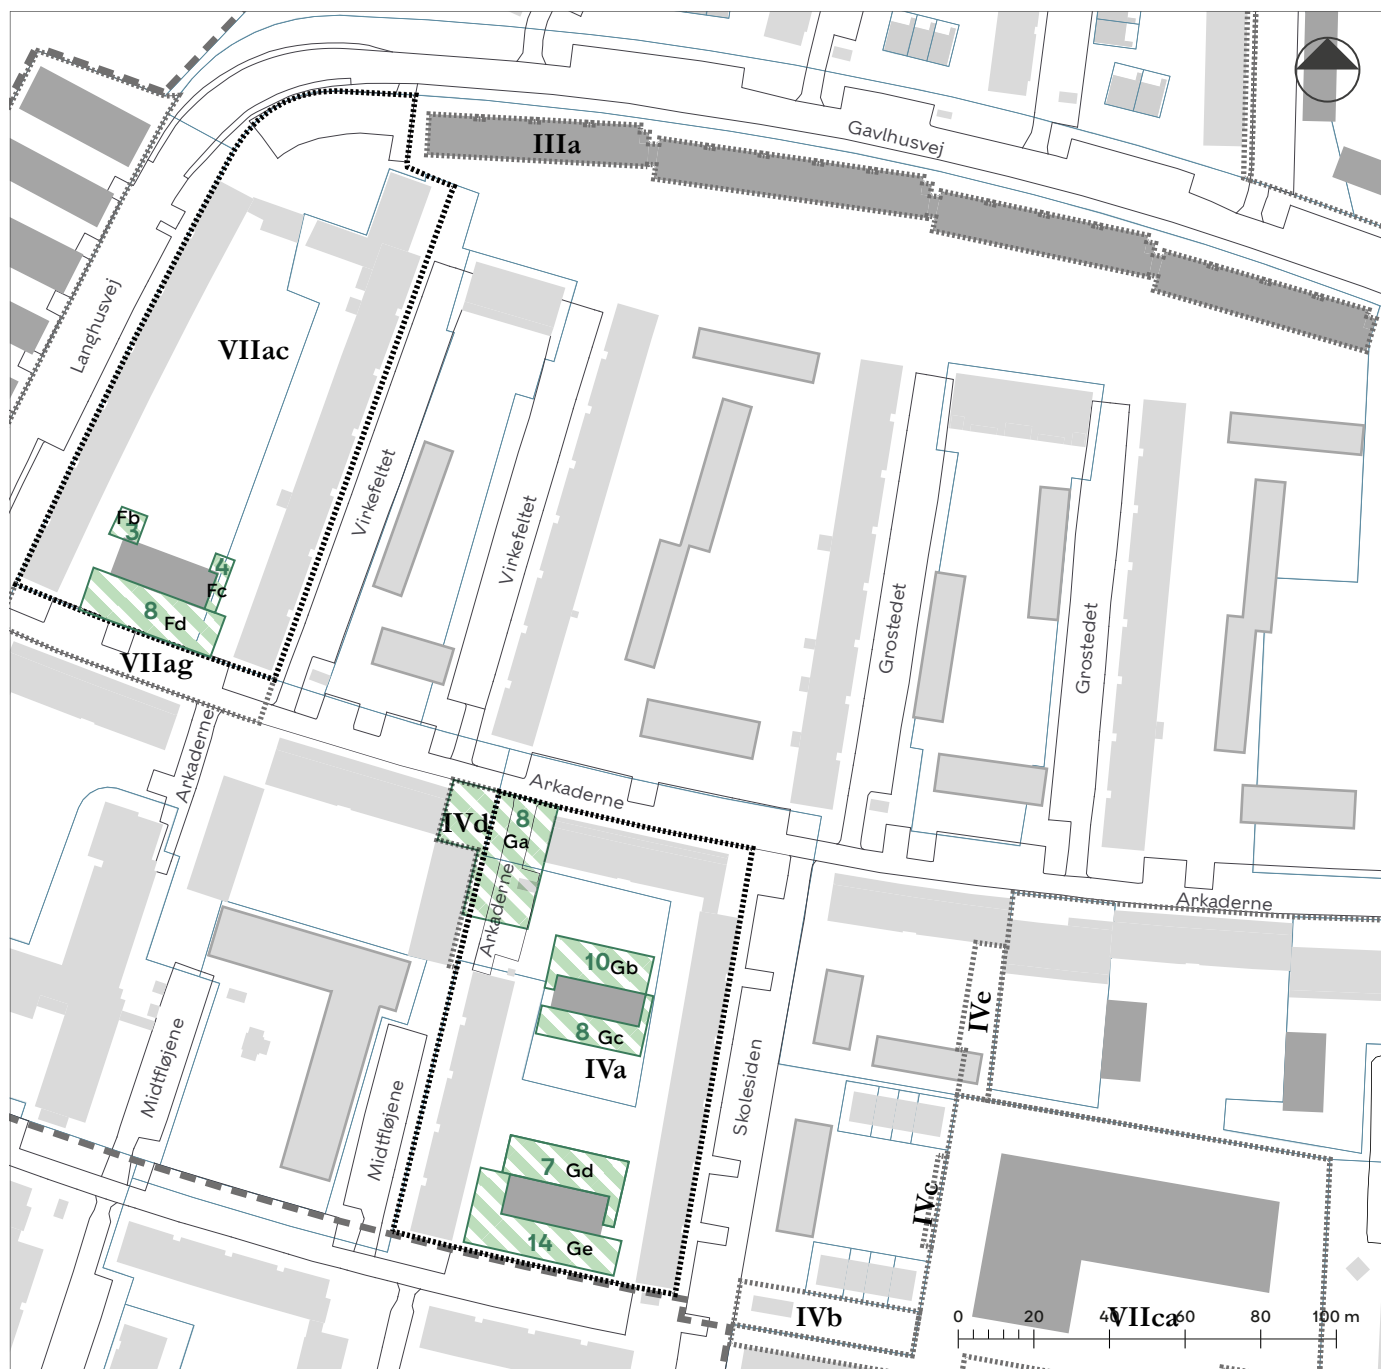 IIIa
Gavlhusvej
Langhusvej
VIIac
Virkefeltet
Virkefeltet
Fb
3
4
Fc
8
Fd
VIIag
Grostedet
Grostedet
Arkaderne
Arkaderne
IVd
8
Ga
Arkaderne
Arkaderne
10
Gb
8
Gc
IVa
IVe
Midtfløjene
Midtfløjene
Skolesiden
7
Gd
14
Ge
IVc
IVb
VIIca
0 20 40 60 80 100 m